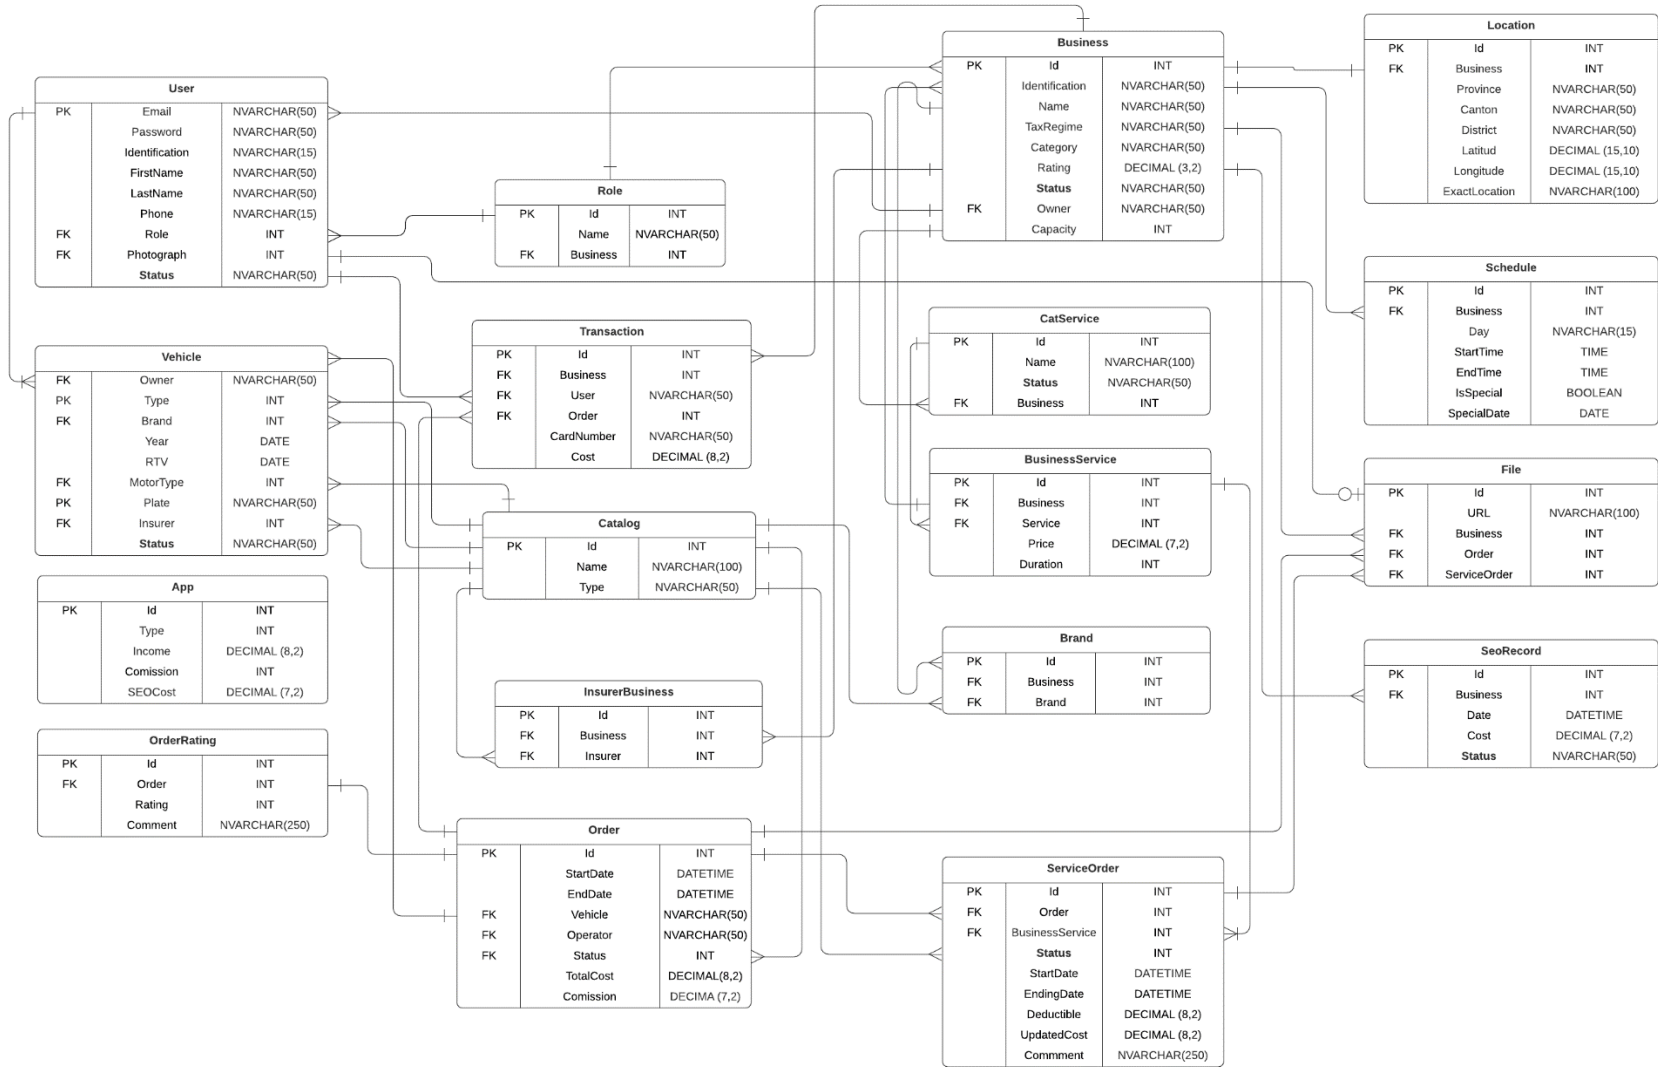 User
PK Email NVARCHAR(50)
Password NVARCHAR(50)
Identification NVARCHAR(15)
FirstName NVARCHAR(50)
LastName NVARCHAR(50)
Phone NVARCHAR(15)
FK Role INT
FK Photograph INT
Status NVARCHAR(50)
Vehicle
FK Owner NVARCHAR(50)
PK Type INT
FK Brand INT
Year DATE
RTV DATE
FK MotorType INT
PK Plate NVARCHAR(50)
FK Insurer INT
Status NVARCHAR(50)
App
PK Id INT
Type INT
Income DECIMAL (8,2)
Comission INT
SEOCost DECIMAL (7,2)
OrderRating
PK Id INT
FK Order INT
Rating INT
Comment NVARCHAR(250)
Role
PK Id INT
Name NVARCHAR(50)
FK Business INT
Transaction
PK Id INT
FK Business INT
FK User NVARCHAR(50)
FK Order INT
CardNumber NVARCHAR(50)
Cost DECIMAL (8,2)
Catalog
PK Id INT
Name NVARCHAR(100)
Type NVARCHAR(50)
InsurerBusiness
PK Id INT
FK Business INT
FK Insurer INT
Order
PK Id INT
StartDate DATETIME
EndDate DATETIME
FK Vehicle NVARCHAR(50)
FK Operator NVARCHAR(50)
FK Status INT
TotalCost DECIMAL(8,2)
Comission DECIMA (7,2)
Business
PK Id INT
Identification NVARCHAR(50)
Name NVARCHAR(50)
TaxRegime NVARCHAR(50)
Category NVARCHAR(50)
Rating DECIMAL (3,2)
Status NVARCHAR(50)
FK Owner NVARCHAR(50)
Capacity INT
CatService
PK Id INT
Name NVARCHAR(100)
Status NVARCHAR(50)
FK Business INT
BusinessService
PK Id INT
FK Business INT
FK Service INT
Price DECIMAL (7,2)
Duration INT
Brand
PK Id INT
FK Business INT
FK Brand INT
ServiceOrder
PK Id INT
FK Order INT
FK BusinessService INT
Status INT
StartDate DATETIME
EndingDate DATETIME
Deductible DECIMAL (8,2)
UpdatedCost DECIMAL (8,2)
Commment NVARCHAR(250)
Location
PK Id INT
FK Business INT
Province NVARCHAR(50)
Canton NVARCHAR(50)
District NVARCHAR(50)
Latitud DECIMAL (15,10)
Longitude DECIMAL (15,10)
ExactLocation NVARCHAR(100)
Schedule
PK Id INT
FK Business INT
Day NVARCHAR(15)
StartTime TIME
EndTime TIME
IsSpecial BOOLEAN
SpecialDate DATE
File
PK Id INT
URL NVARCHAR(100)
FK Business INT
FK Order INT
FK ServiceOrder INT
SeoRecord
PK Id INT
FK Business INT
Date DATETIME
Cost DECIMAL (7,2)
Status NVARCHAR(50)